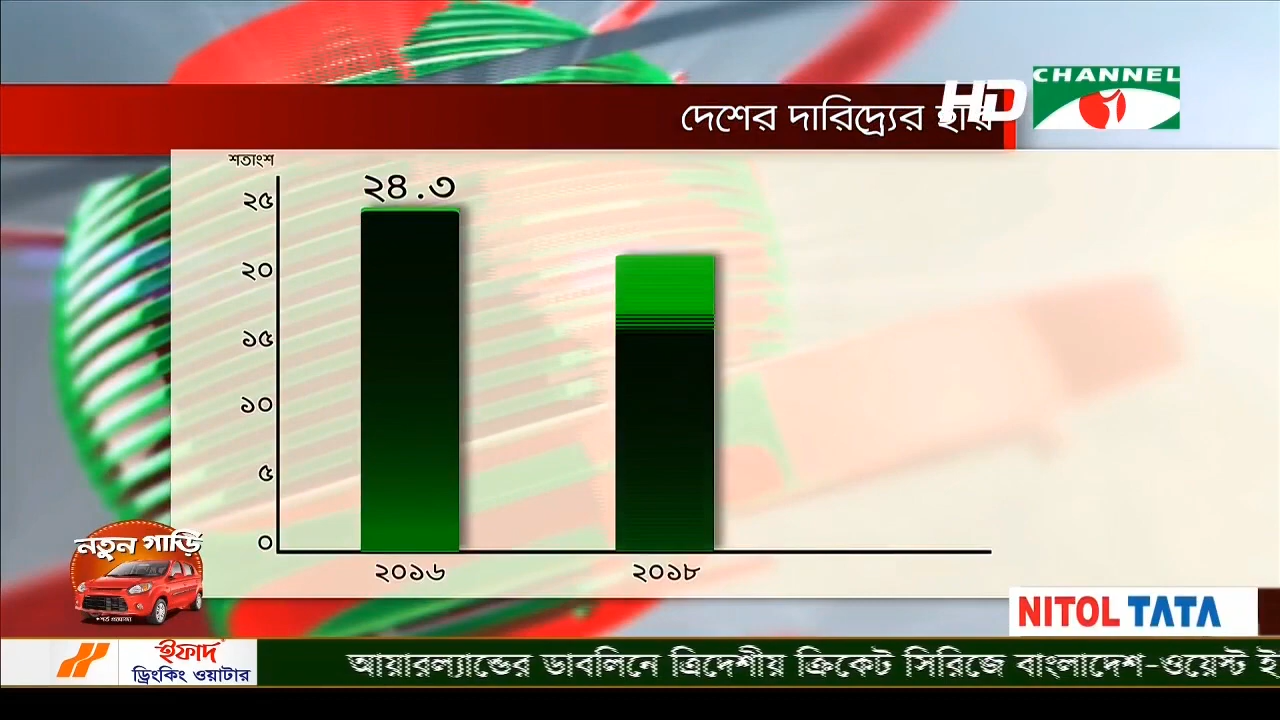 CHANNEL
HD
দেশের দারিদ্র্যের হার
শতাংশ
২৫
২০
১৫
১০
৫
০
২৪.৩
২০১৬
২০১৮
নতুন গাড়ি
NITOL TATA
ইফাদ
ড্রিংকিং ওয়াটার
আয়ারল্যান্ডের ডাবলিনে ত্রিদেশীয় ক্রিকেট সিরিজে বাংলাদেশ-ওয়েস্ট ই